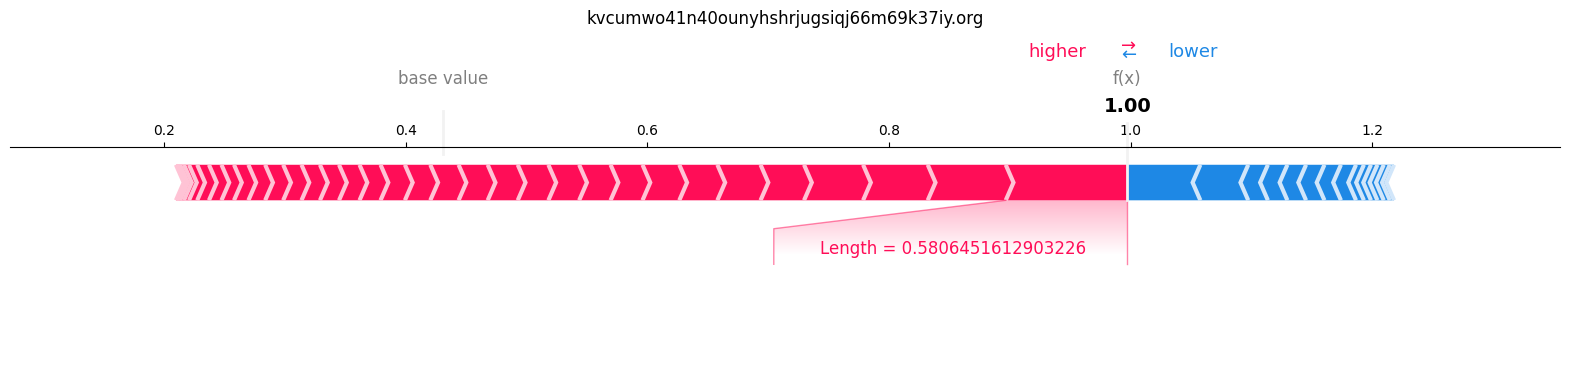 kvcumwo41n40ounyhshrjugsiqj66m69k37iy.org
higher → ← lower
base value f(x)
1.00
0.2 0.4 0.6 0.8 1.0 1.2
Length = 0.5806451612903226